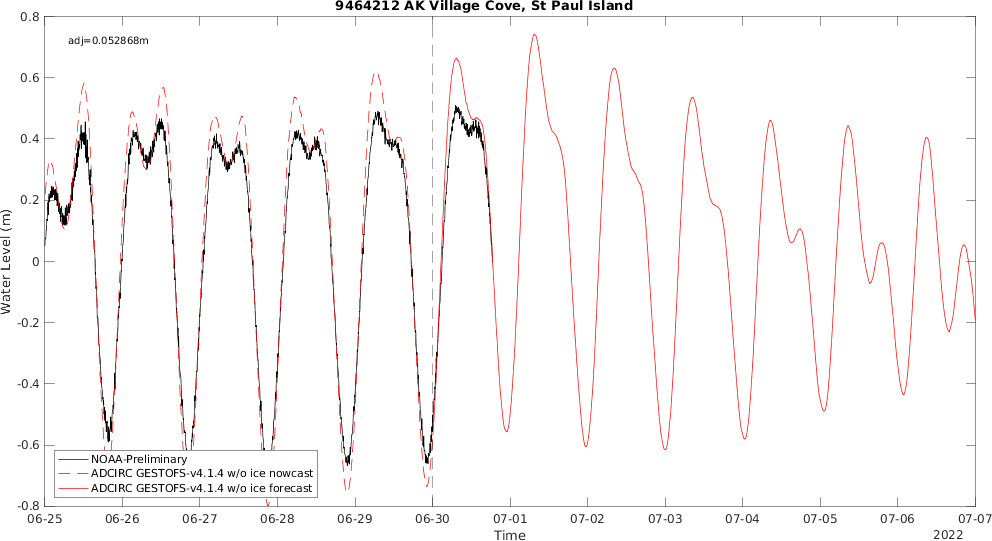 9464212 AK Village Cove, St Paul Island
adj=0.052868m
0.8
0.6
0.4
0.2
0
-0.2
-0.4
-0.6
-0.8
Water Level (m)
NOAA-Preliminary
ADCIRC GESTOFS-v4.1.4 w/o ice nowcast
ADCIRC GESTOFS-v4.1.4 w/o ice forecast
06-25 06-26 06-27 06-28 06-29 06-30 07-01 07-02 07-03 07-04 07-05 07-06 07-07
Time
2022